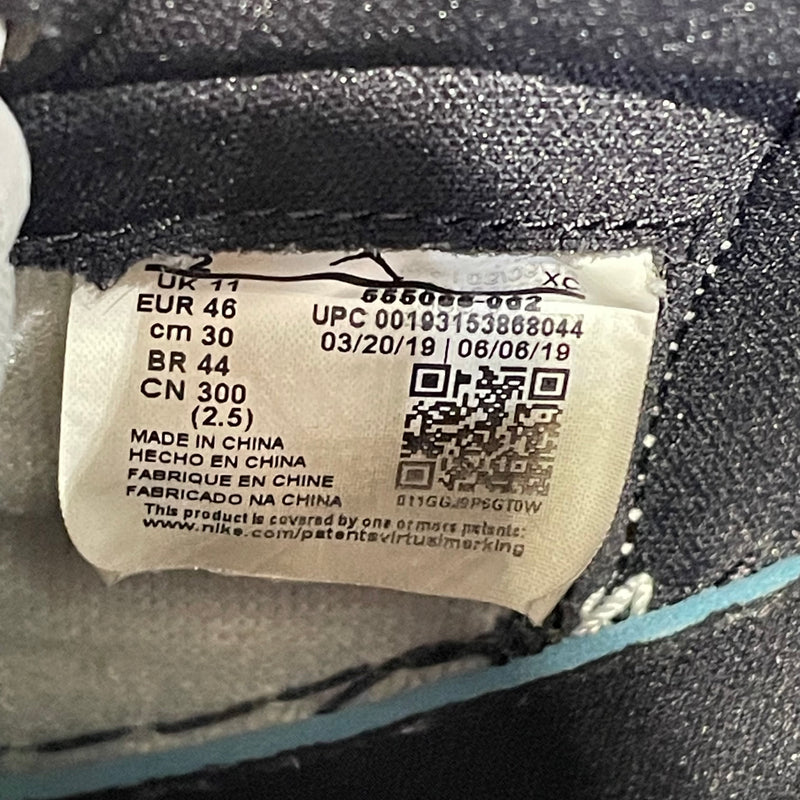 UK 11
EUR 46
cm 30
BR 44
CN 300
(2.5)
XC
555088-062
UPC 00193153868044
03/20/19 | 06/06/19
MADE IN CHINA
HECHO EN CHINA
FABRIQUE EN CHINE
FABRICADO NA CHINA
This product is covered by one or more patents:
www.nike.com/patentsvirtualmarking